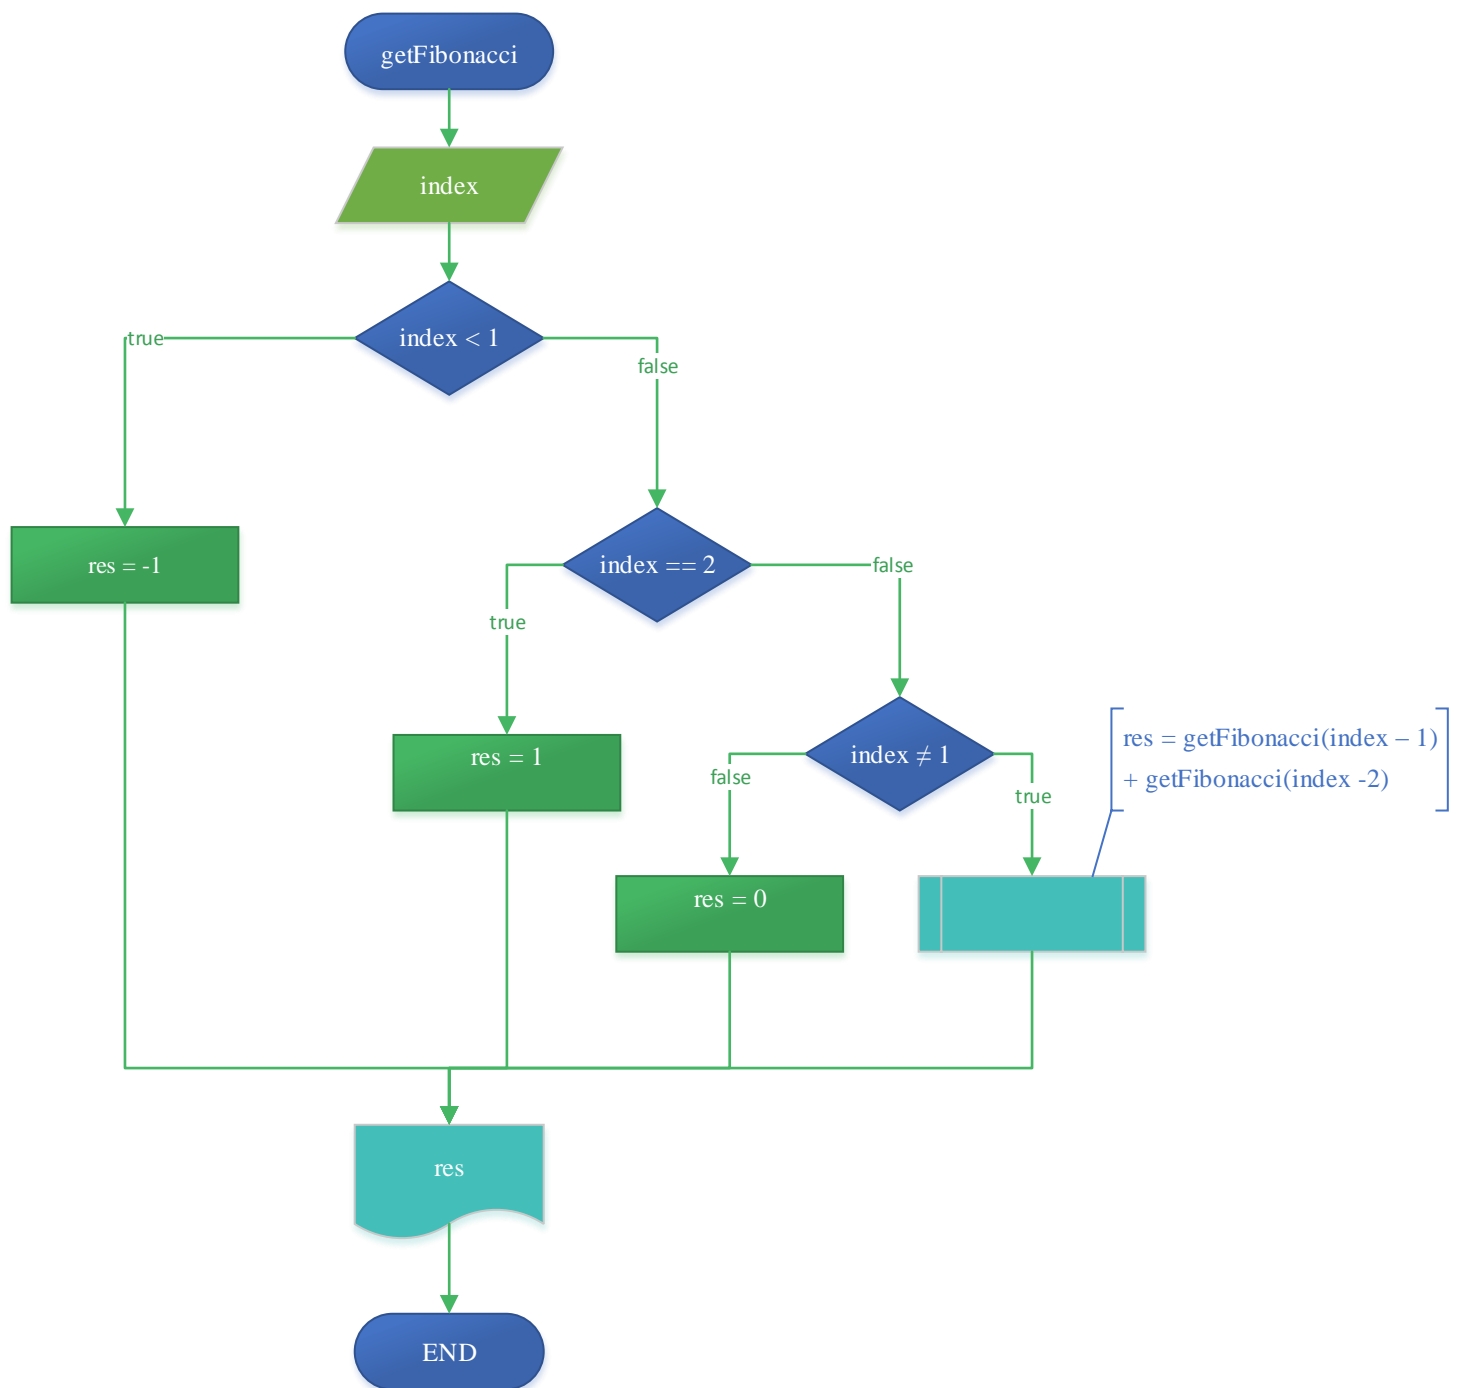 getFibonacci
index
index < 1
true
false
res = -1
index == 2
true
false
res = 1
index ≠ 1
false
true
res = getFibonacci(index – 1)
+ getFibonacci(index -2)
res = 0
res
END